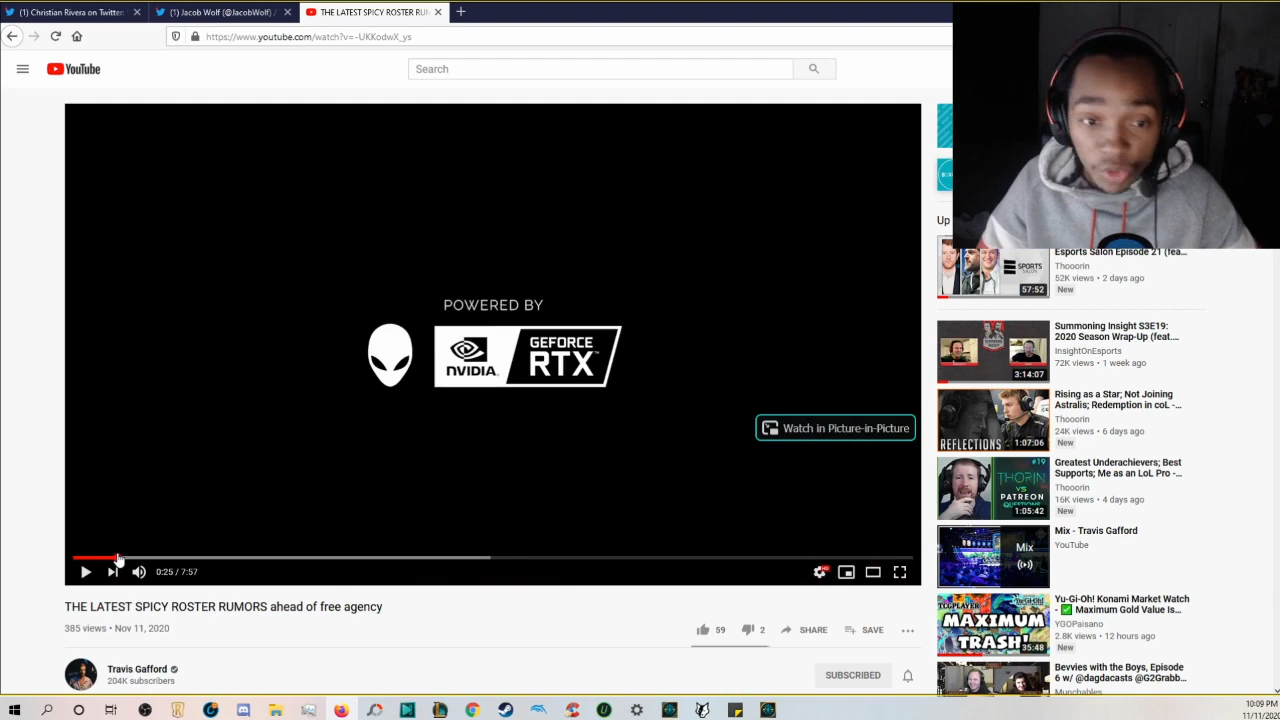 (1) Christian Rivera on Twitter
(1) Jacob Wolf (@JacobWolf) /
THE LATEST SPICY ROSTER RUM
https://www.youtube.com/watch?v=-UKKodwX_ys
YouTube
Search
POWERED BY
NVIDIA
GEFORCE
RTX
Watch in Picture-in-Picture
0:25 / 7:57
HD
THE LATEST SPICY ROSTER RUMORS ahead of free agency
385 views • Nov 11, 2020
59
2
SHARE
SAVE
Travis Gafford
204K subscribers
SUBSCRIBED
Up
Esports Salon Episode 21 (fea...
Thooorin
52K views • 2 days ago
New
SPORTS
57:52
Summoning Insight S3E19:
2020 Season Wrap-Up (feat....
InsightOnEsports
72K views • 1 week ago
3:14:07
Rising as a Star; Not Joining
Astralis; Redemption in coL -...
Thooorin
24K views • 6 days ago
New
REFLECTIONS
1:07:06
Greatest Underachievers; Best
Supports; Me as an LoL Pro -...
Thooorin
16K views • 4 days ago
New
#19
THORIN
VS
PATREON
QUESTIONS
1:05:42
Mix - Travis Gafford
YouTube
Mix
Yu-Gi-Oh! Konami Market Watch
- ✅ Maximum Gold Value Is...
YGOPaisano
2.8K views • 12 hours ago
New
TCGPLAYER
MAXIMUM
TRASH!
35:48
Bevvies with the Boys, Episode
6 w/ @dagdacasts @G2Grabb...
Munchables
10:09 PM
11/11/2020